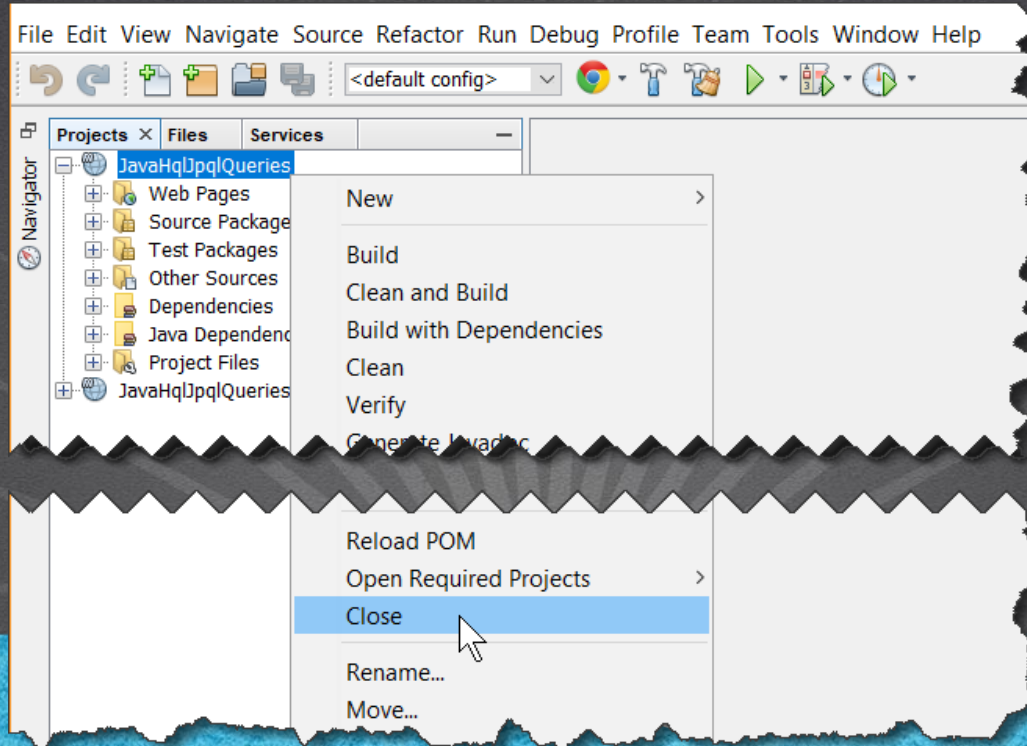 File Edit View Navigate Source Refactor Run Debug Profile Team Tools Window Help
<default config>
Projects Files Services
Navigator
JavaHqlJpqlQueries
Web Pages
Source Package
Test Packages
Other Sources
Dependencies
Java Dependenc
Project Files
JavaHqlJpqlQueries
New
Build
Clean and Build
Build with Dependencies
Clean
Verify
Generate Javadoc
Reload POM
Open Required Projects
Close
Rename...
Move...